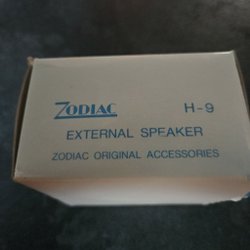 ZODIAC H-9
EXTERNAL SPEAKER
ZODIAC ORIGINAL ACCESSORIES